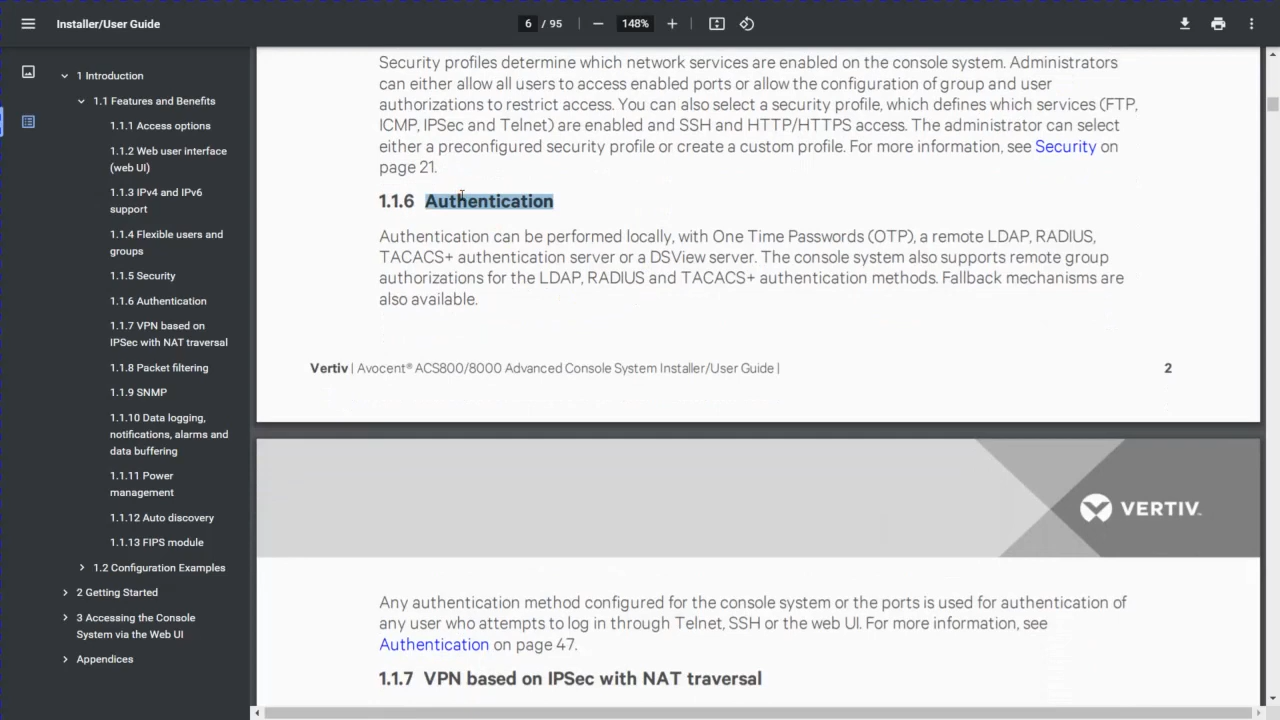 Installer/User Guide
6 / 95
148%
1 Introduction
1.1 Features and Benefits
1.1.1 Access options
1.1.2 Web user interface
(web UI)
1.1.3 IPv4 and IPv6
support
1.1.4 Flexible users and
groups
1.1.5 Security
1.1.6 Authentication
1.1.7 VPN based on
IPSec with NAT traversal
1.1.8 Packet filtering
1.1.9 SNMP
1.1.10 Data logging,
notifications, alarms and
data buffering
1.1.11 Power
management
1.1.12 Auto discovery
1.1.13 FIPS module
1.2 Configuration Examples
2 Getting Started
3 Accessing the Console
System via the Web UI
Appendices
Security profiles determine which network services are enabled on the console system. Administrators
can either allow all users to access enabled ports or allow the configuration of group and user
authorizations to restrict access. You can also select a security profile, which defines which services (FTP,
ICMP, IPSec and Telnet) are enabled and SSH and HTTP/HTTPS access. The administrator can select
either a preconfigured security profile or create a custom profile. For more information, see Security on
page 21.
1.1.6 Authentication
Authentication can be performed locally, with One Time Passwords (OTP), a remote LDAP, RADIUS,
TACACS+ authentication server or a DSView server. The console system also supports remote group
authorizations for the LDAP, RADIUS and TACACS+ authentication methods. Fallback mechanisms are
also available.
Vertiv | Avocent® ACS800/8000 Advanced Console System Installer/User Guide | 2
VERTIV™
Any authentication method configured for the console system or the ports is used for authentication of
any user who attempts to log in through Telnet, SSH or the web UI. For more information, see
Authentication on page 47.
1.1.7 VPN based on IPSec with NAT traversal